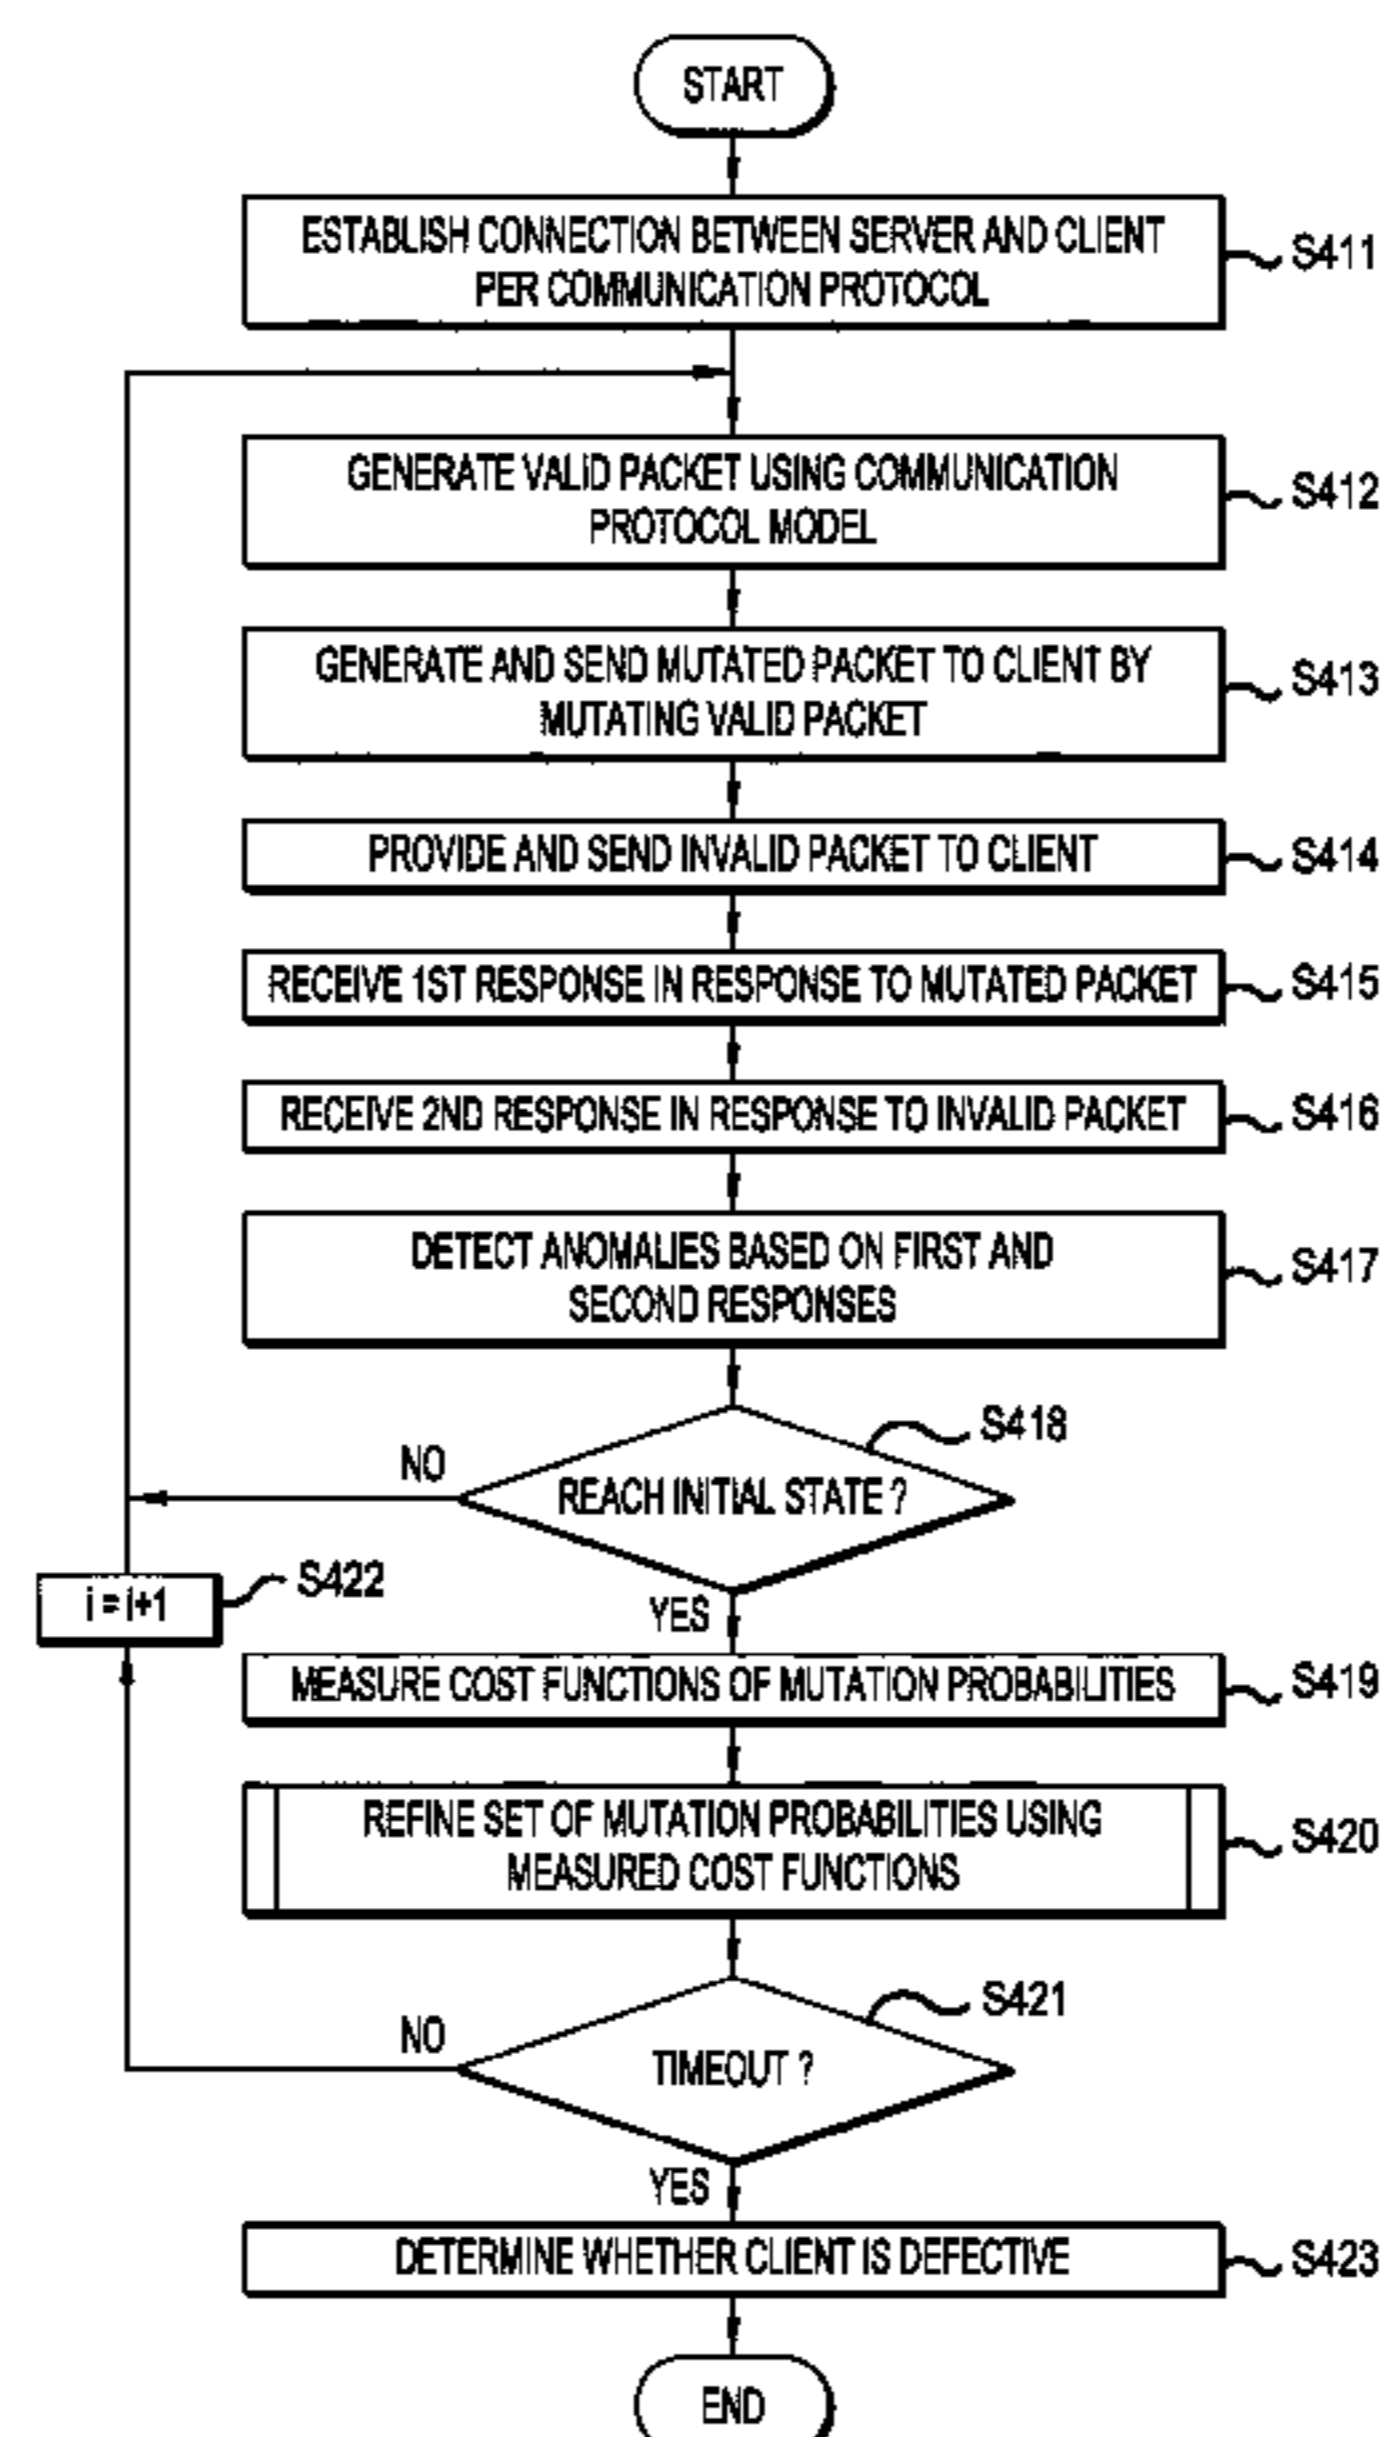 START
ESTABLISH CONNECTION BETWEEN SERVER AND CLIENT
PER COMMUNICATION PROTOCOL
S411
GENERATE VALID PACKET USING COMMUNICATION
PROTOCOL MODEL
S412
GENERATE AND SEND MUTATED PACKET TO CLIENT BY
MUTATING VALID PACKET
S413
PROVIDE AND SEND INVALID PACKET TO CLIENT
S414
RECEIVE 1ST RESPONSE IN RESPONSE TO MUTATED PACKET
S415
RECEIVE 2ND RESPONSE IN RESPONSE TO INVALID PACKET
S416
DETECT ANOMALIES BASED ON FIRST AND
SECOND RESPONSES
S417
S418
NO
REACH INITIAL STATE ?
S422
i = i+1
YES
MEASURE COST FUNCTIONS OF MUTATION PROBABILITIES
S419
REFINE SET OF MUTATION PROBABILITIES USING
MEASURED COST FUNCTIONS
S420
S421
NO
TIMEOUT ?
YES
DETERMINE WHETHER CLIENT IS DEFECTIVE
S423
END